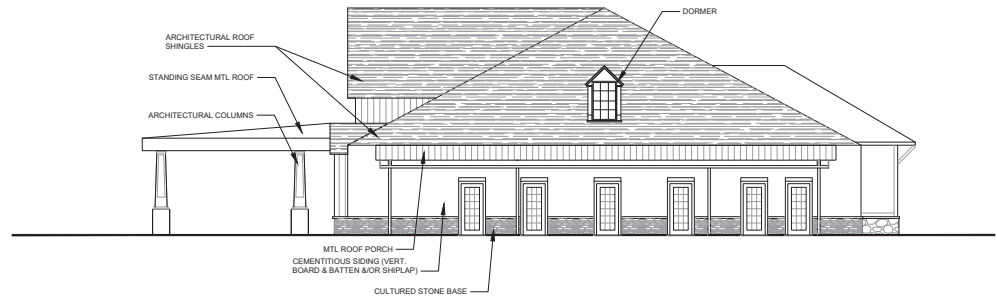 DORMER
ARCHITECTURAL ROOF
SHINGLES
STANDING SEAM MTL ROOF
ARCHITECTURAL COLUMNS
MTL ROOF PORCH
CEMENTITIOUS SIDING (VERT.
BOARD & BATTEN &/OR SHIPLAP)
CULTURED STONE BASE